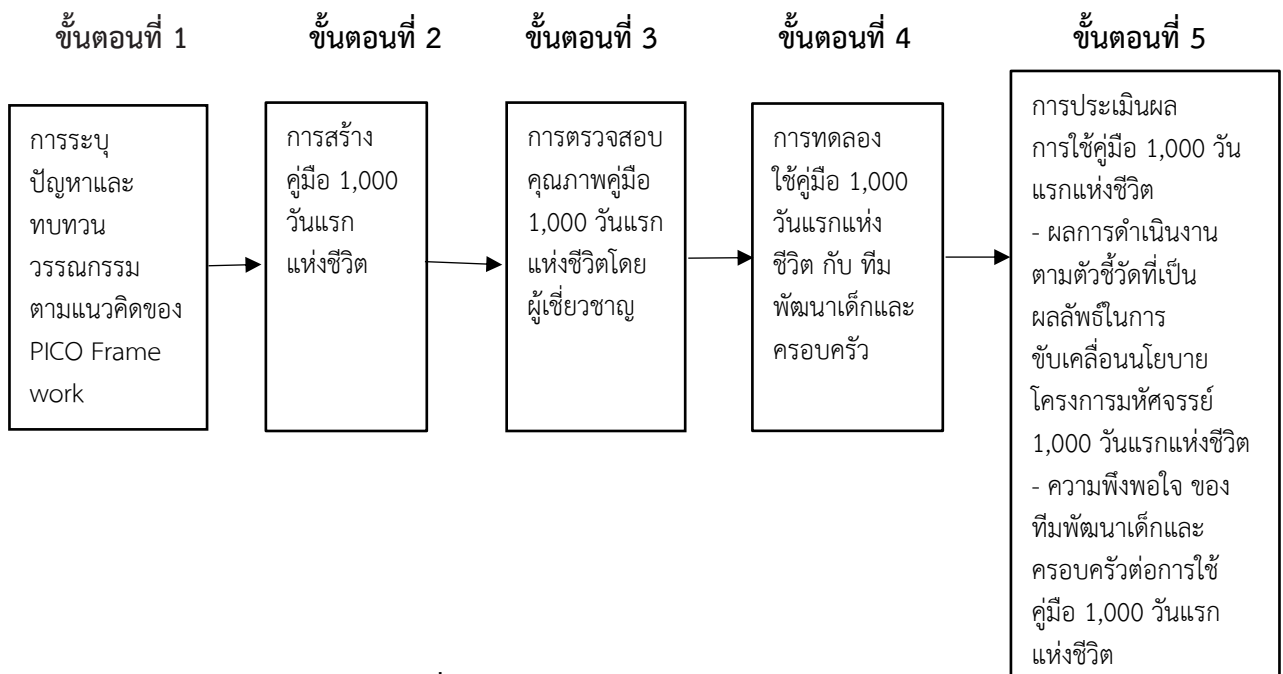 ขั้นตอนที่ 1
ขั้นตอนที่ 2
ขั้นตอนที่ 3
ขั้นตอนที่ 4
ขั้นตอนที่ 5
การระบุ
ปัญหาและ
ทบทวน
วรรณกรรม
ตามแนวคิดของ
PICO Frame
work
การสร้าง
คู่มือ 1,000
วันแรก
แห่งชีวิต
การตรวจสอบ
คุณภาพคู่มือ
1,000 วันแรก
แห่งชีวิตโดย
ผู้เชี่ยวชาญ
การทดลอง
ใช้คู่มือ 1,000
วันแรกแห่ง
ชีวิต กับ ทีม
พัฒนาเด็กและ
ครอบครัว
การประเมินผล
การใช้คู่มือ 1,000 วัน
แรกแห่งชีวิต
- ผลการดำเนินงาน
ตามตัวชี้วัดที่เป็น
ผลลัพธ์ในการ
ขับเคลื่อนนโยบาย
โครงการมหัศจรรย์
1,000 วันแรกแห่งชีวิต
- ความพึงพอใจ ของ
ทีมพัฒนาเด็กและ
ครอบครัวต่อการใช้
คู่มือ 1,000 วันแรก
แห่งชีวิต